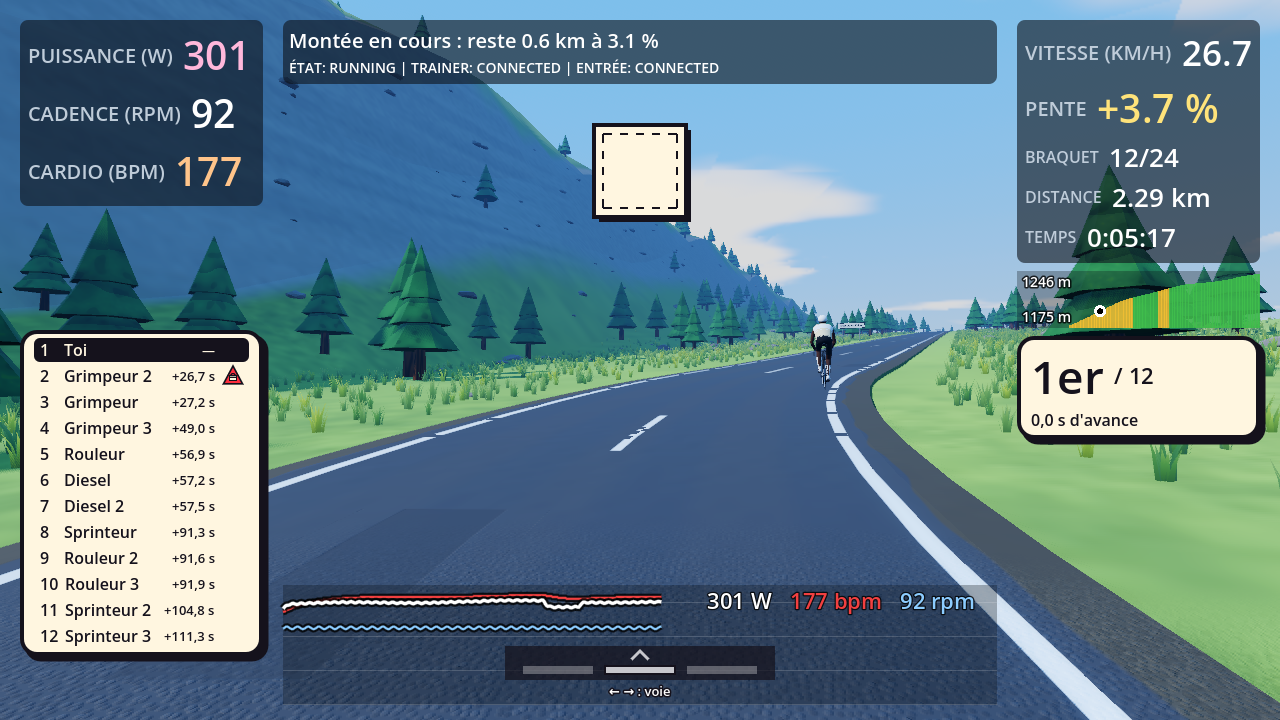 PUISSANCE (W) 301
CADENCE (RPM) 92
CARDIO (BPM) 177
Montée en cours : reste 0.6 km à 3.1 %
ÉTAT: RUNNING | TRAINER: CONNECTED | ENTRÉE: CONNECTED
VITESSE (KM/H) 26.7
PENTE +3.7 %
BRAQUET 12/24
DISTANCE 2.29 km
TEMPS 0:05:17
1246 m
1175 m
1er / 12
0,0 s d'avance
1 Toi —
2 Grimpeur 2 +26,7 s
3 Grimpeur +27,2 s
4 Grimpeur 3 +49,0 s
5 Rouleur +56,9 s
6 Diesel +57,2 s
7 Diesel 2 +57,5 s
8 Sprinteur +91,3 s
9 Rouleur 2 +91,6 s
10 Rouleur 3 +91,9 s
11 Sprinteur 2 +104,8 s
12 Sprinteur 3 +111,3 s
301 W 177 bpm 92 rpm
← → : voie